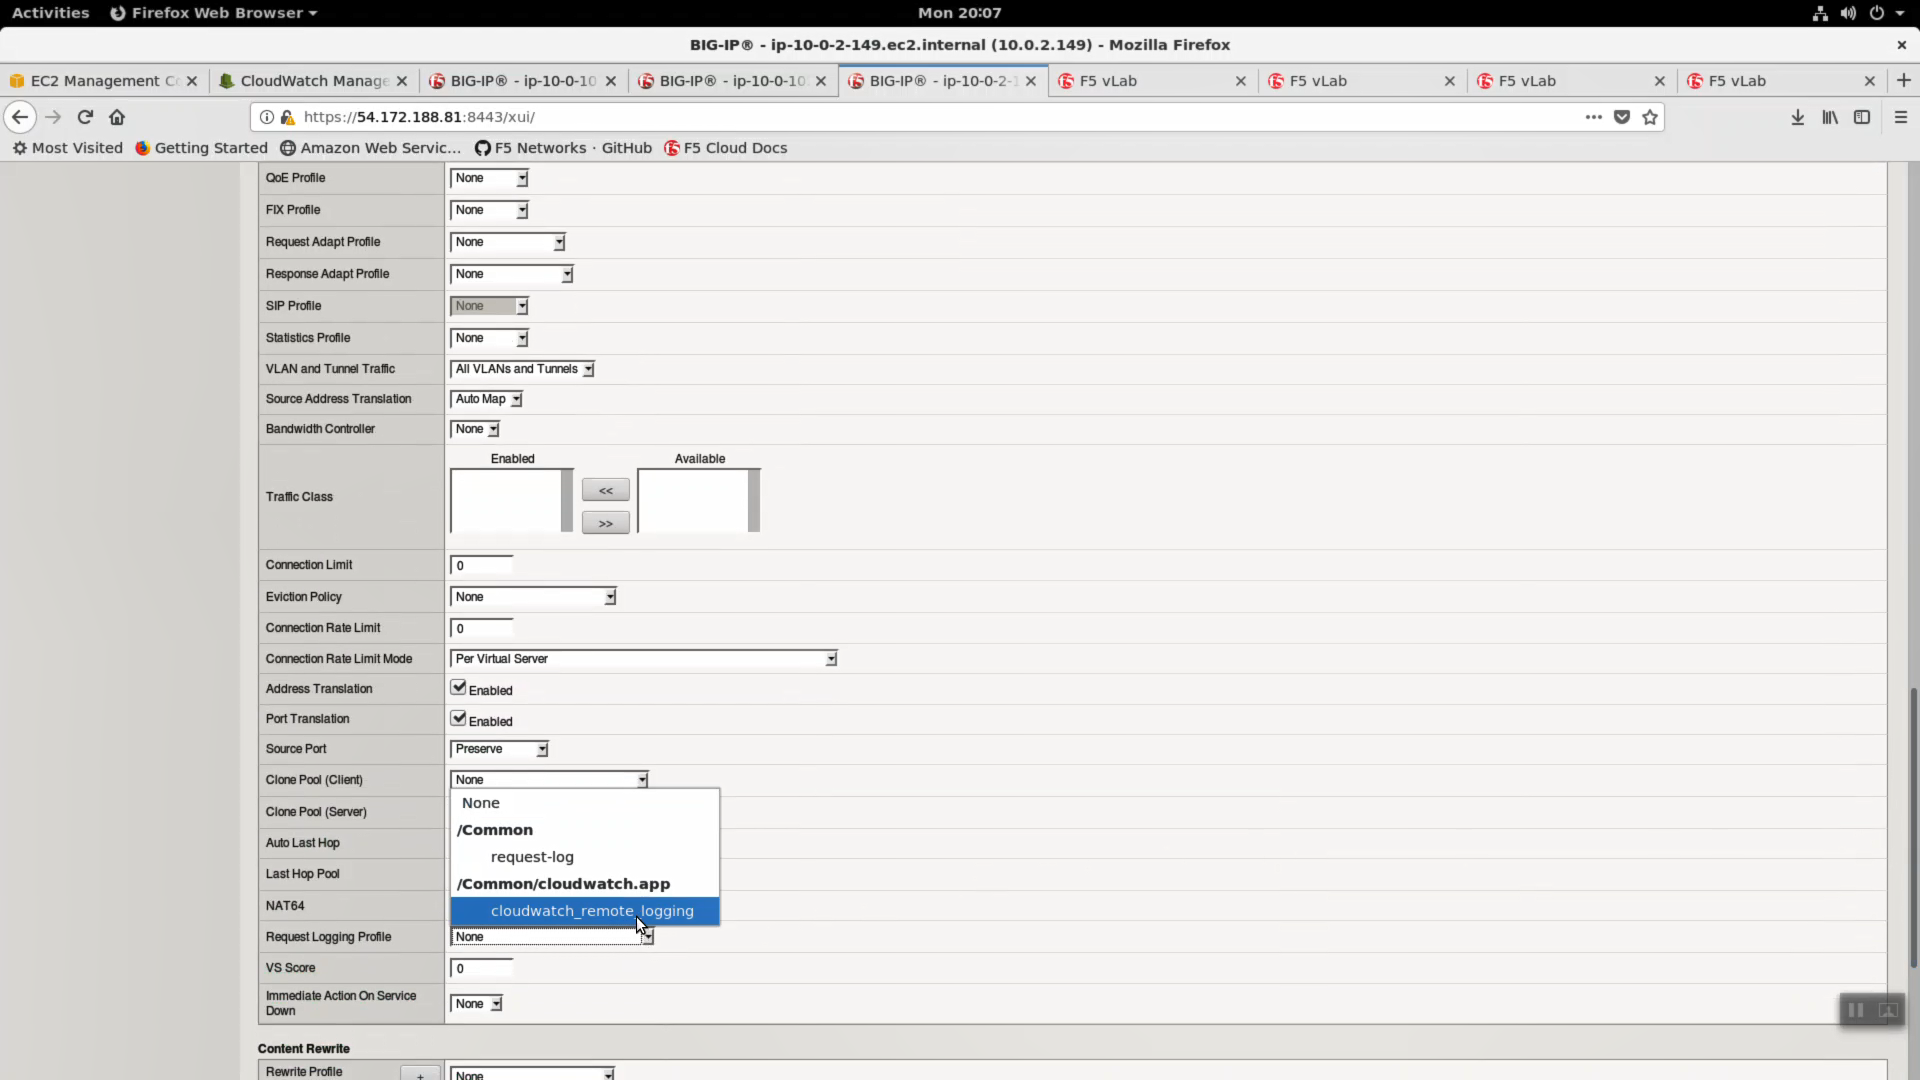 Activities Firefox Web Browser Mon 20:07
BIG-IP® - ip-10-0-2-149.ec2.internal (10.0.2.149) - Mozilla Firefox
EC2 Management Co CloudWatch Manage BIG-IP® - ip-10-0-10 BIG-IP® - ip-10-0-10 BIG-IP® - ip-10-0-2-1 F5 vLab F5 vLab F5 vLab F5 vLab
https://54.172.188.81:8443/xui/
Most Visited Getting Started Amazon Web Servic... F5 Networks · GitHub F5 Cloud Docs
QoE Profile None
FIX Profile None
Request Adapt Profile None
Response Adapt Profile None
SIP Profile None
Statistics Profile None
VLAN and Tunnel Traffic All VLANs and Tunnels
Source Address Translation Auto Map
Bandwidth Controller None
Enabled Available
Traffic Class << >>
Connection Limit 0
Eviction Policy None
Connection Rate Limit 0
Connection Rate Limit Mode Per Virtual Server
Address Translation Enabled
Port Translation Enabled
Source Port Preserve
Clone Pool (Client) None
None
Clone Pool (Server) /Common
Auto Last Hop request-log
Last Hop Pool /Common/cloudwatch.app
NAT64 cloudwatch_remote_logging
Request Logging Profile None
VS Score 0
Immediate Action On Service
Down None
Content Rewrite
Rewrite Profile + None